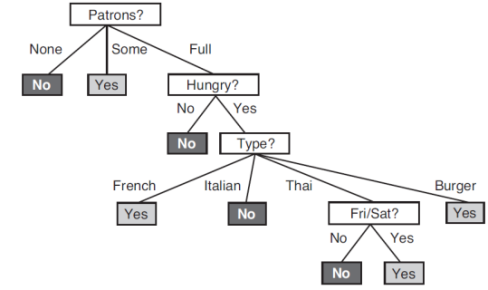 Patrons?
None Some Full
No Yes Hungry?
No Yes
No Type?
French Italian Thai Burger
Yes No Fri/Sat? Yes
No Yes
No Yes